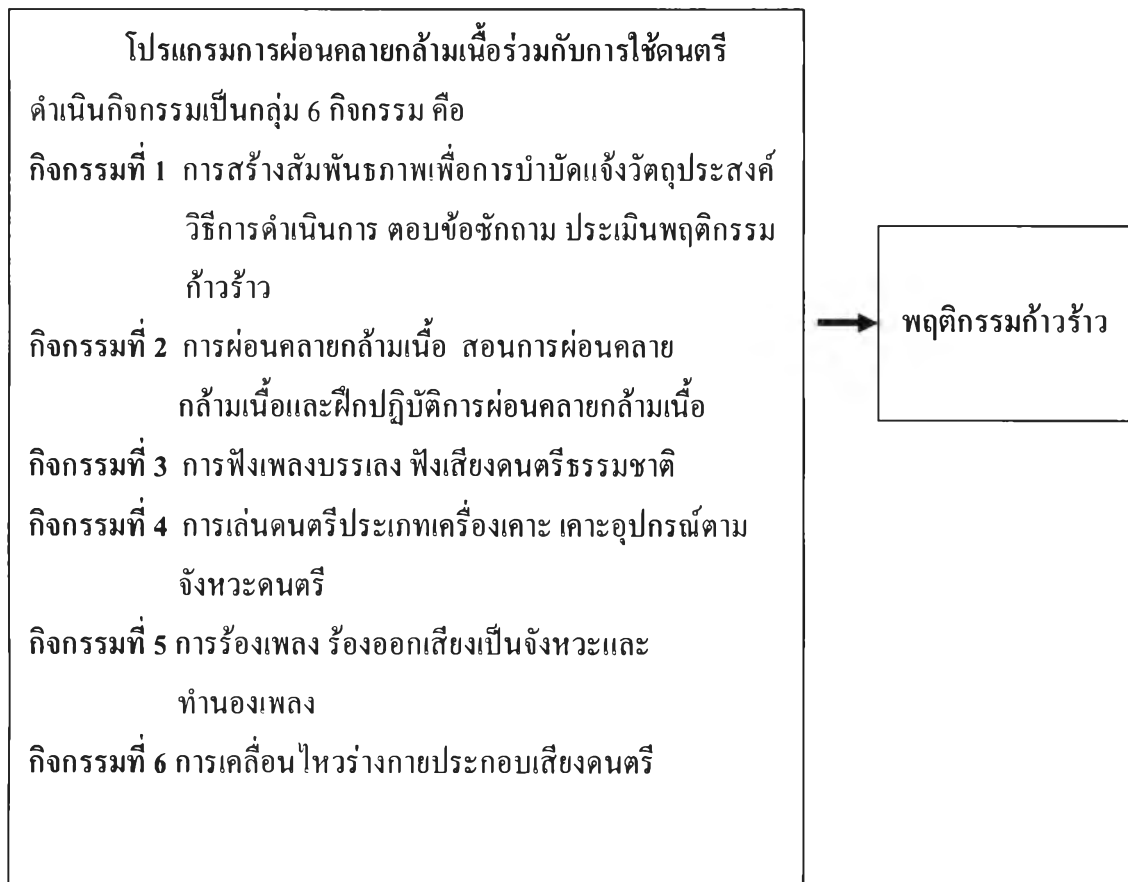 โปรแกรมการผ่อนคลายกล้ามเนื้อร่วมกับการใช้ดนตรี
ดำเนินกิจกรรมเป็นกลุ่ม 6 กิจกรรม คือ
กิจกรรมที่ 1 การสร้างสัมพันธภาพเพื่อการบำบัดแจ้งวัตถุประสงค์
วิธีการดำเนินการ ตอบข้อซักถาม ประเมินพฤติกรรม
ก้าวร้าว
กิจกรรมที่ 2 การผ่อนคลายกล้ามเนื้อ สอนการผ่อนคลาย
กล้ามเนื้อและฝึกปฏิบัติการผ่อนคลายกล้ามเนื้อ
กิจกรรมที่ 3 การฟังเพลงบรรเลง ฟังเสียงดนตรีธรรมชาติ
กิจกรรมที่ 4 การเล่นดนตรีประเภทเครื่องเคาะ เคาะอุปกรณ์ตาม
จังหวะดนตรี
กิจกรรมที่ 5 การร้องเพลง ร้องออกเสียงเป็นจังหวะและ
ทำนองเพลง
กิจกรรมที่ 6 การเคลื่อนไหวร่างกายประกอบเสียงดนตรี
พฤติกรรมก้าวร้าว